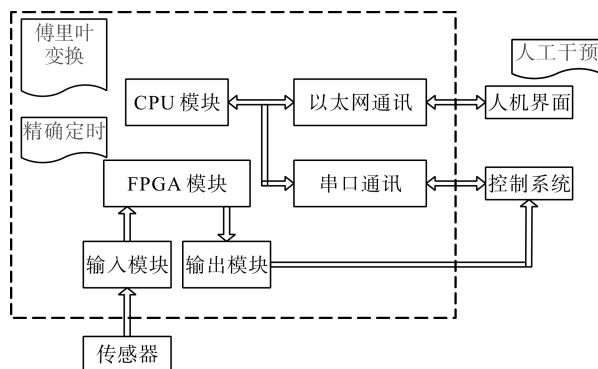 傅里叶
变换
人工干预
CPU 模块
以太网通讯
人机界面
精确定时
FPGA 模块
串口通讯
控制系统
输入模块
输出模块
传感器